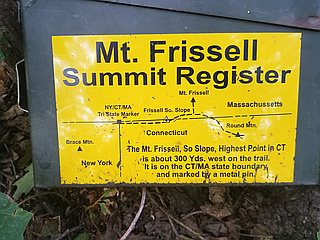 Mt. Frissell
Summit Register
Mt. Frissell
NY/CT/MA
Tri State Marker
Frissell So. Slope
Massachussetts
Connecticut
Round Mtn.
Brace Mtn.
New York
The Mt. Frissell, So Slope, Highest Point in CT
is about 300 Yds. west on the trail.
It is on the CT/MA state boundary
and marked by a metal pin.